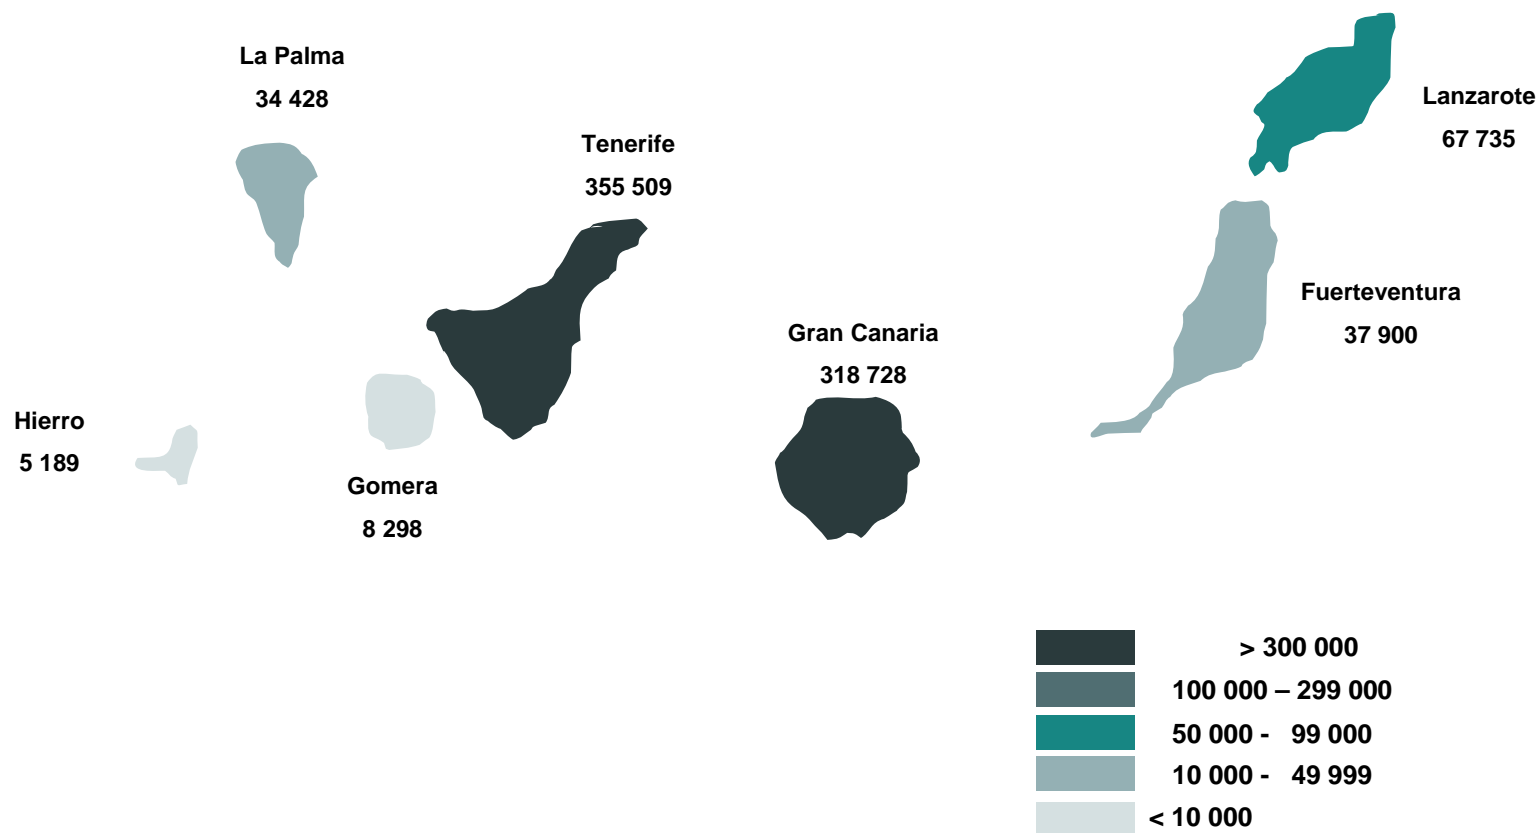 La Palma
34 428
Tenerife
355 509
Lanzarote
67 735
Fuerteventura
37 900
Gran Canaria
318 728
Hierro
5 189
Gomera
8 298
> 300 000
100 000 – 299 000
50 000 - 99 000
10 000 - 49 999
< 10 000